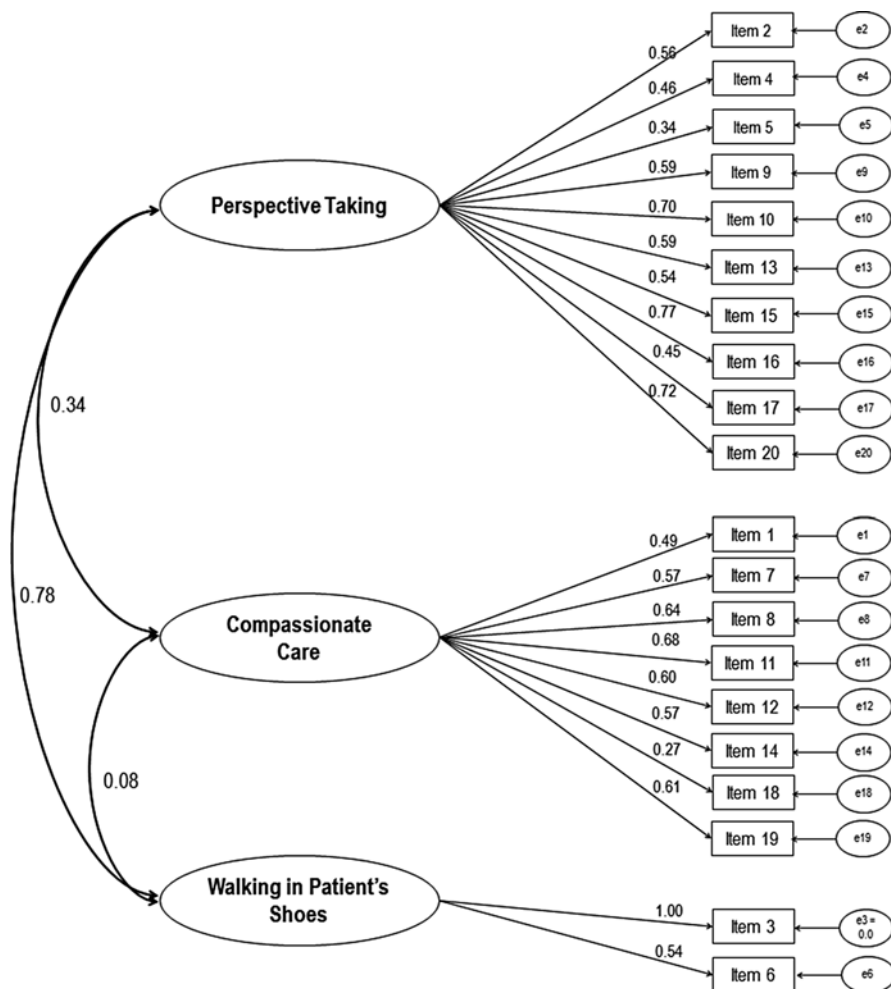 Item 2
e2
0.56
Item 4
e4
0.46
Item 5
e5
0.34
Item 9
e9
0.59
Perspective Taking
Item 10
e10
0.70
Item 13
e13
0.59
Item 15
e15
0.54
Item 16
e16
0.77
Item 17
e17
0.45
Item 20
e20
0.72
0.34
Item 1
e1
0.49
Item 7
e7
0.57
0.78
Compassionate
Care
Item 8
e8
0.64
Item 11
e11
0.68
Item 12
e12
0.60
Item 14
e14
0.57
Item 18
e18
0.27
Item 19
e19
0.61
0.08
Walking in Patient's
Shoes
1.00
Item 3
e3 =
0.0
0.54
Item 6
e6